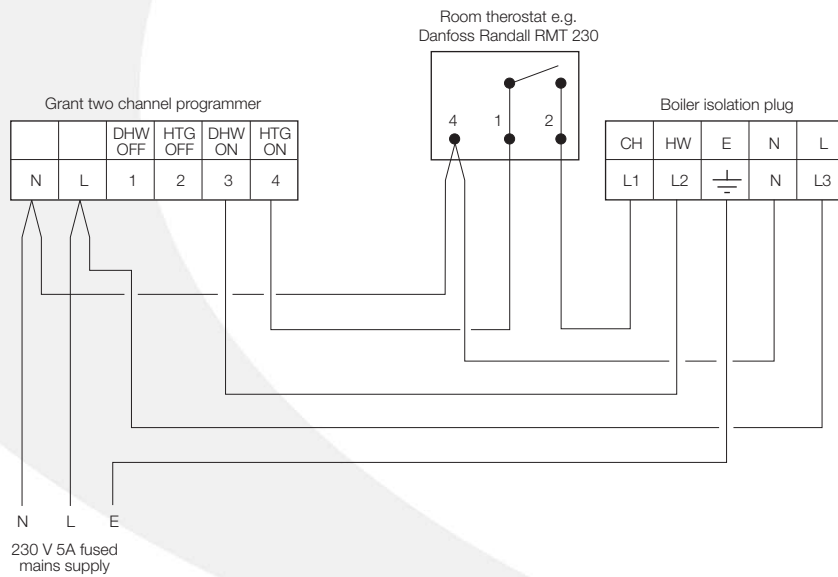 Room therostat e.g.
Danfoss Randall RMT 230
Grant two channel programmer
Boiler isolation plug
DHW OFF HTG OFF DHW ON HTG ON
N L 1 2 3 4
4 1 2
CH HW E N L
L1 L2 N L3
N L E
230 V 5A fused
mains supply